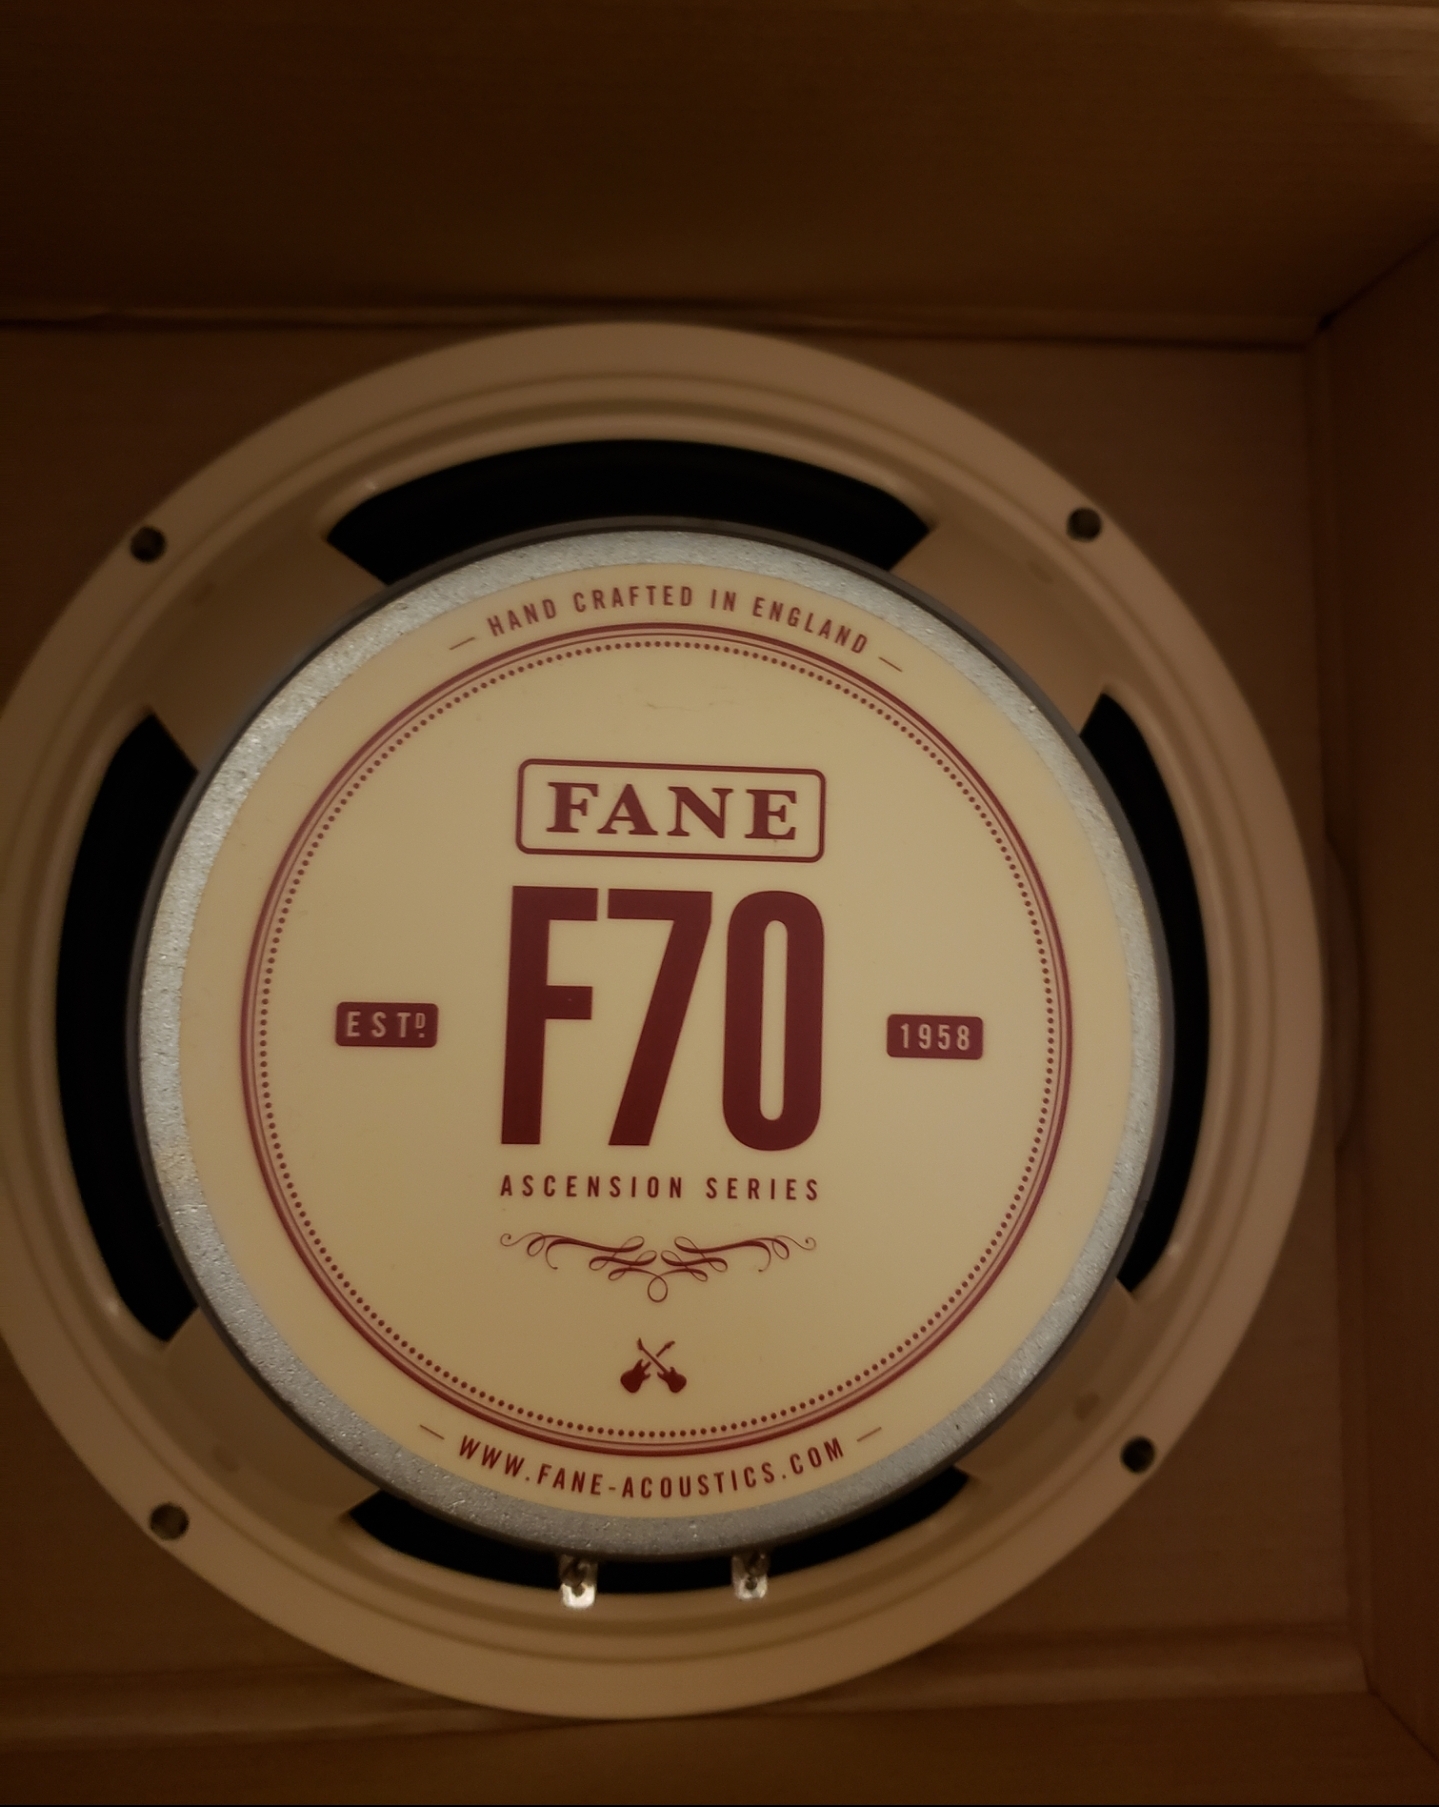 — HAND CRAFTED IN ENGLAND —
FANE
F70
ESTD.
1958
ASCENSION SERIES
— WWW.FANE-ACOUSTICS.COM —